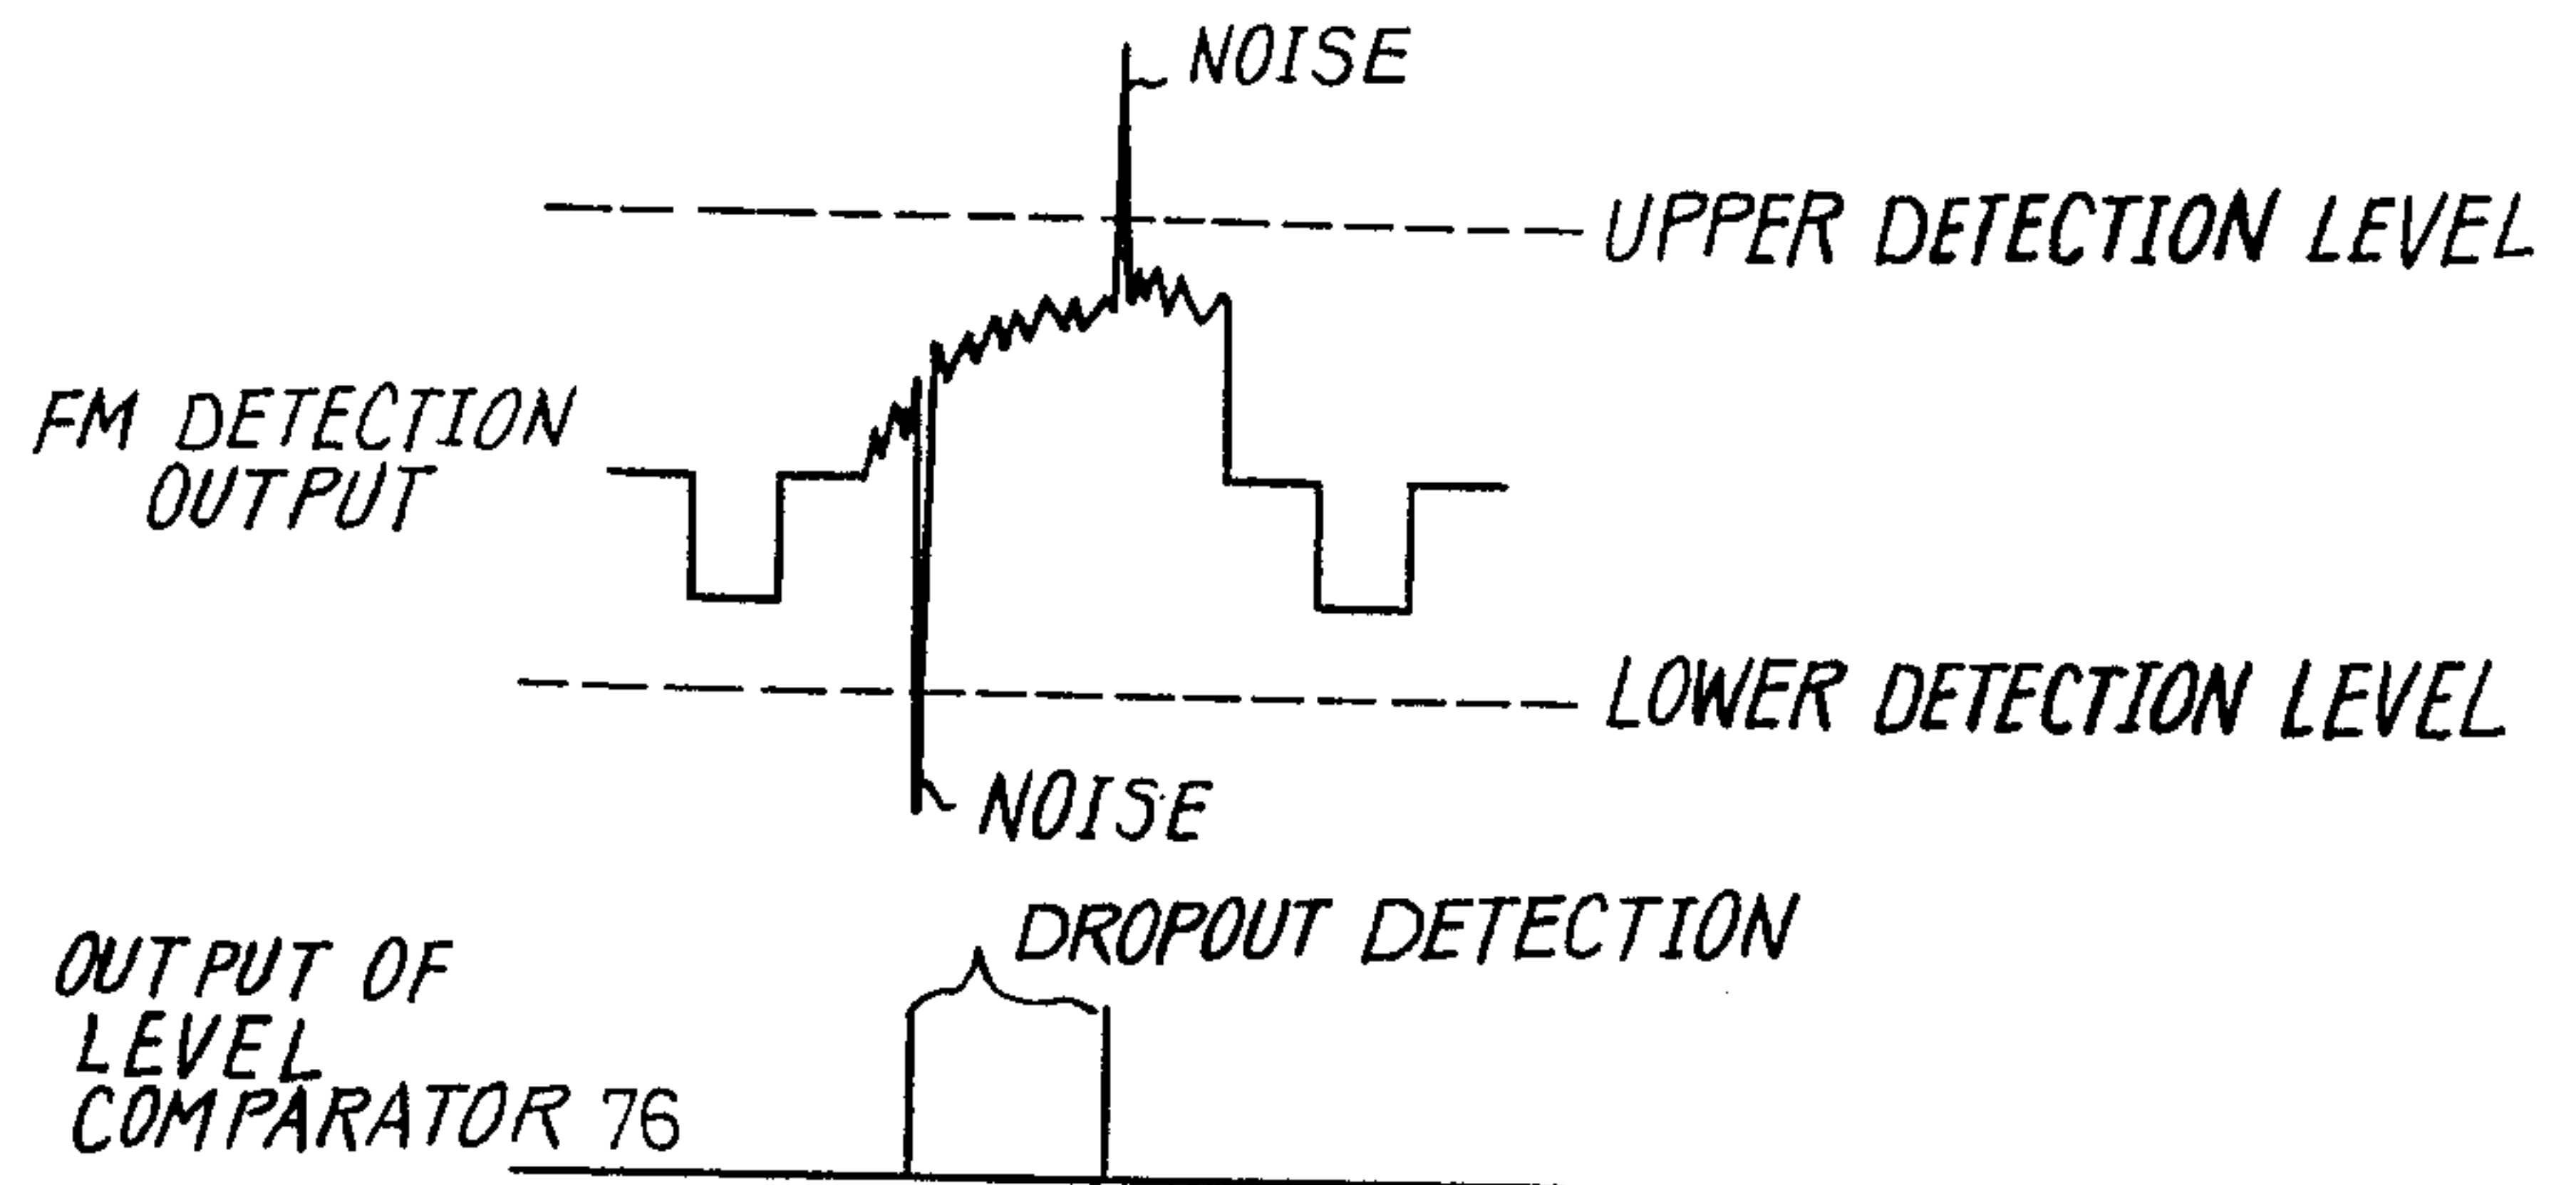 NOISE
UPPER DETECTION LEVEL
FM DETECTION
OUTPUT
LOWER DETECTION LEVEL
NOISE
DROPOUT DETECTION
OUTPUT OF
LEVEL
COMPARATOR 76